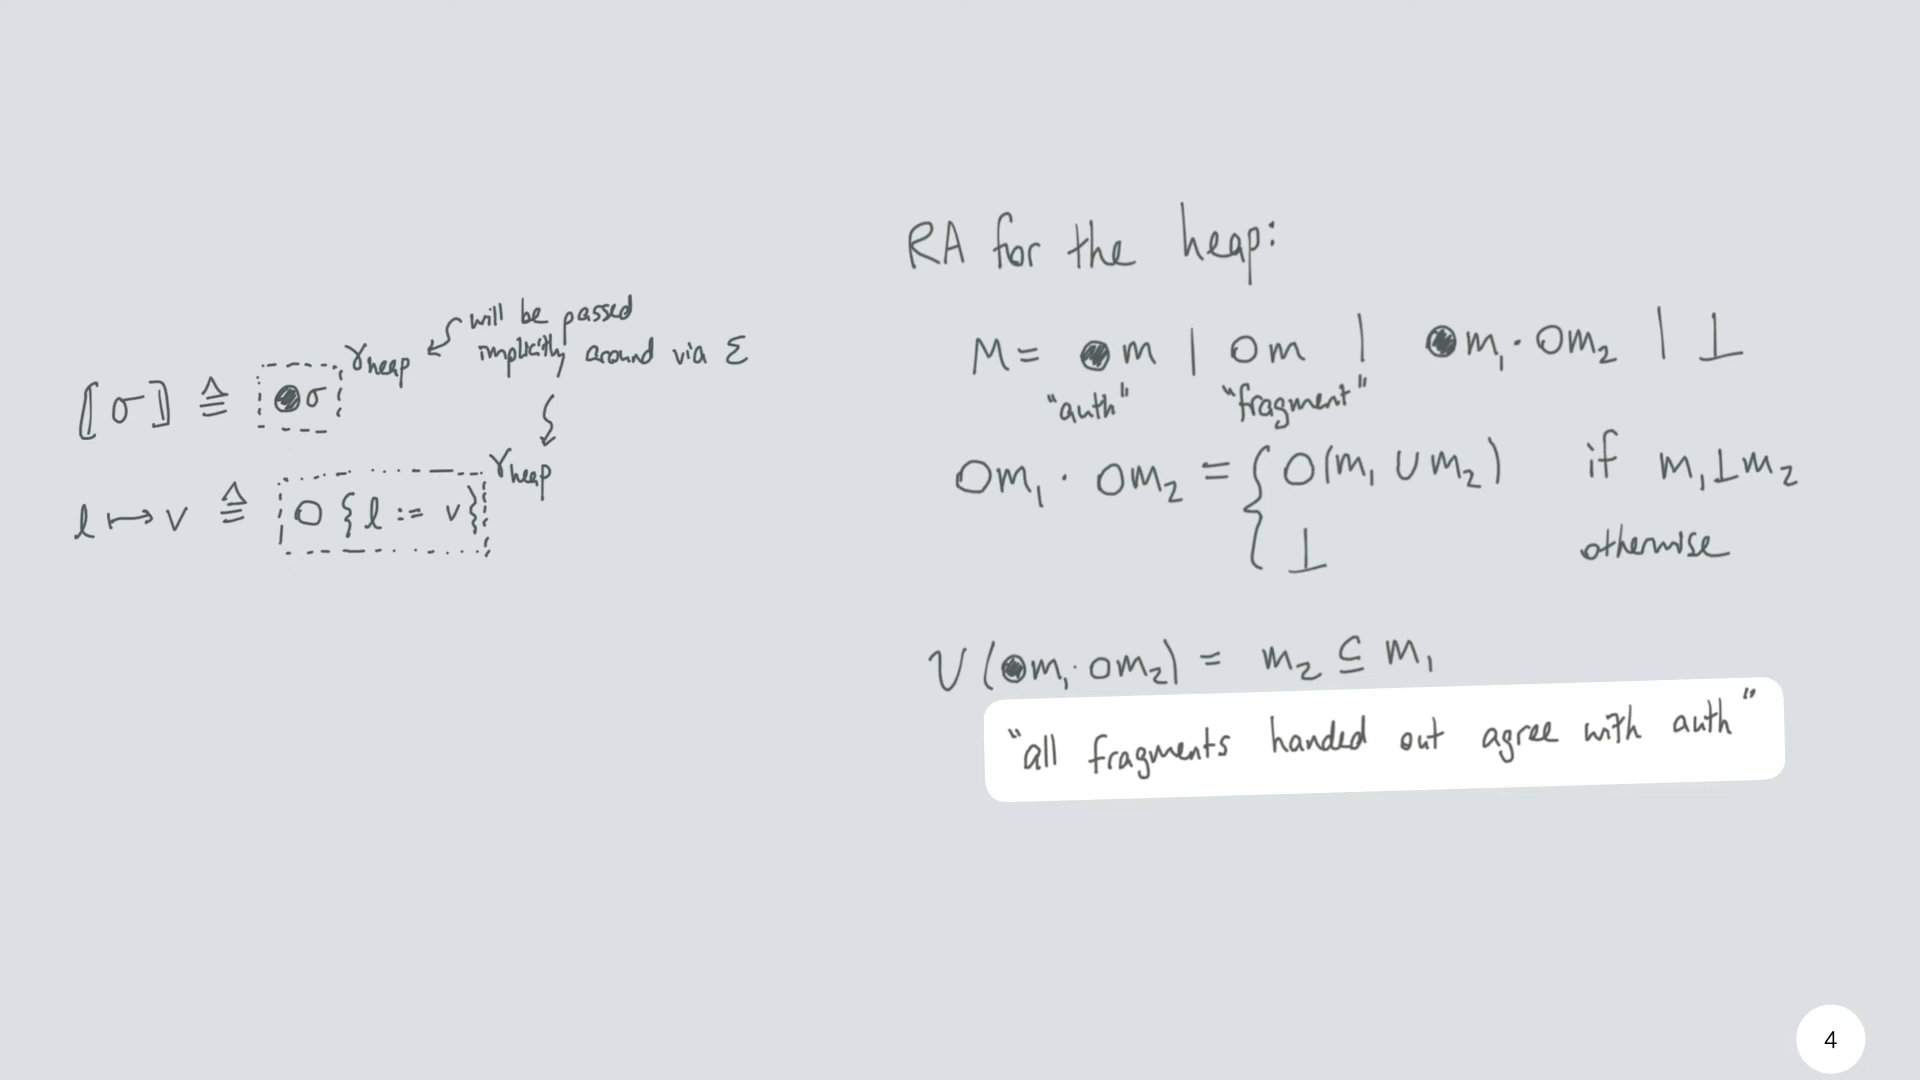 will be passed
implicitly around via Σ
⟦σ⟧ ≜ ●σ γheap
l ↦ v ≜ ○ {l := v} γheap
RA for the heap:
M = ●m | ○m | ●m₁ · ○m₂ | ⊥
"auth" "fragment"
○m₁ · ○m₂ = { ○(m₁ ∪ m₂) if m₁ ⊥ m₂
⊥ otherwise
V(●m₁ · ○m₂) = m₂ ⊆ m₁
"all fragments handed out agree with auth"
4